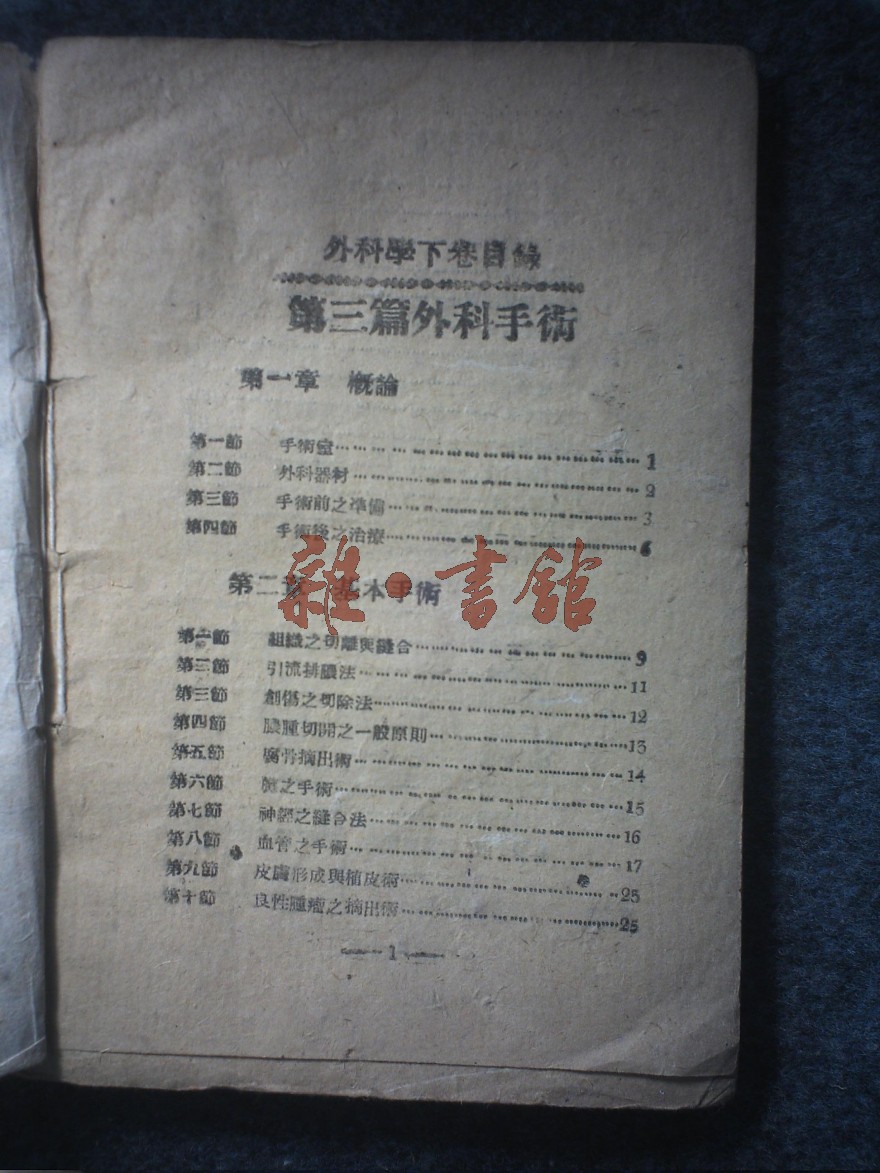 外科學下卷目錄
第三篇外科手術
第一章 概論
第一節 手術室 1
第二節 外科器材 2
第三節 手術前之準備 3
第四節 手術後之治療 6
雜·書館
第二章 基本手術
第一節 組織之切離與縫合 9
第二節 引流排膿法 11
第三節 創傷之切除法 12
第四節 膿腫切開之一般原則 13
第五節 腐骨摘出術 14
第六節 腱之手術 15
第七節 神經之縫合法 16
第八節 血管之手術 17
第九節 皮膚形成與植皮術 25
第十節 良性腫瘤之摘出術 25
1